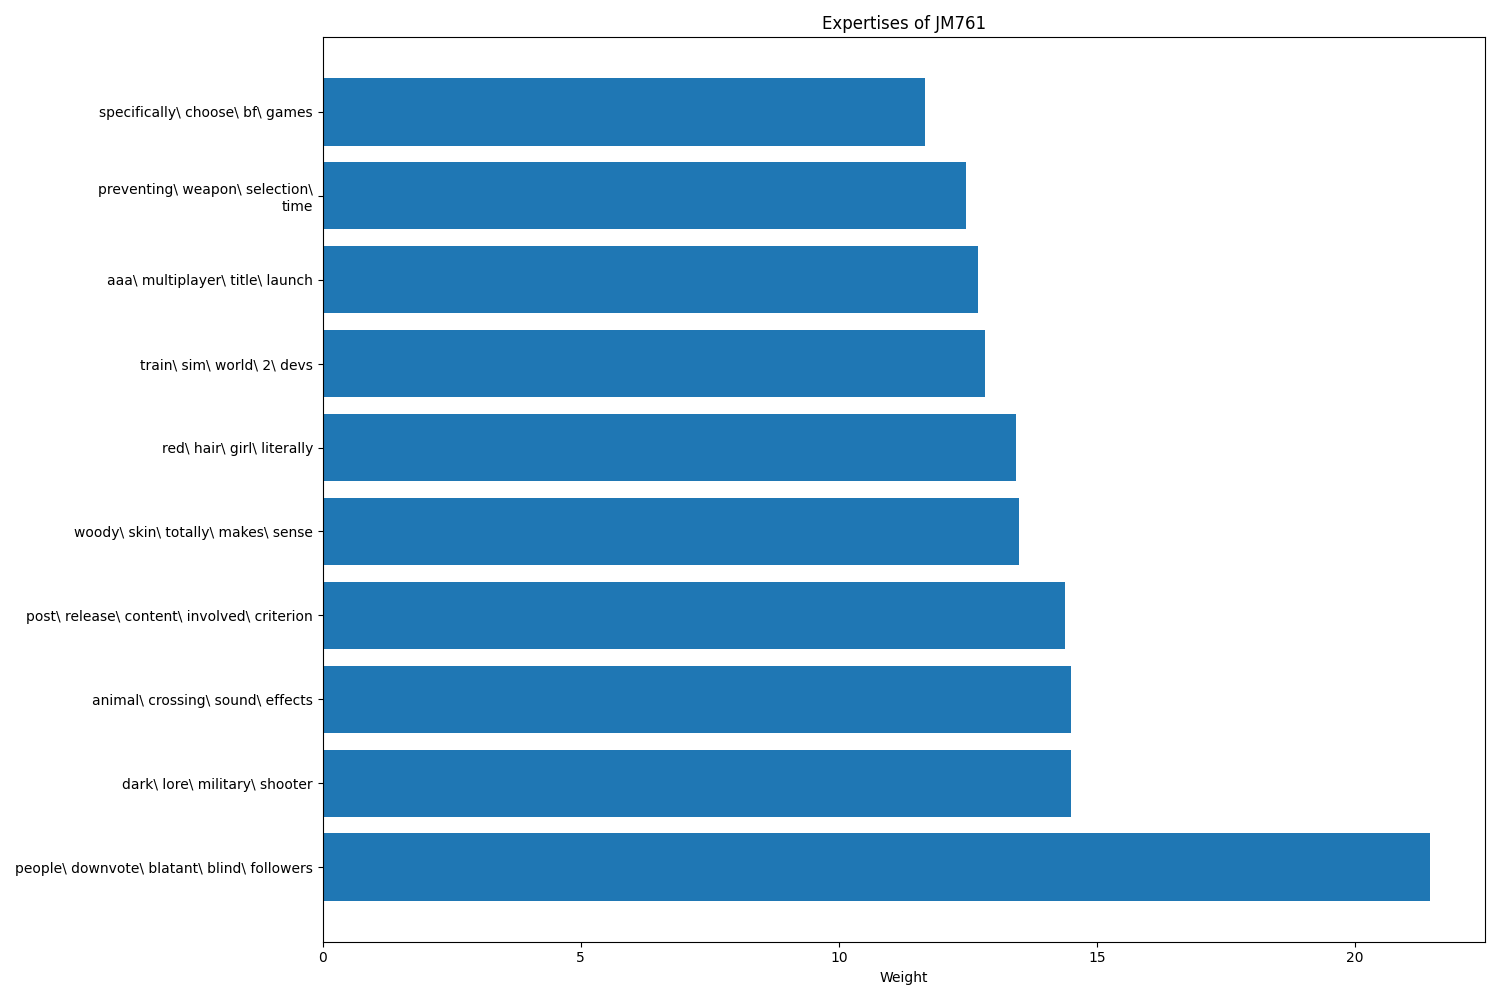 Expertises of JM761
specifically\ choose\ bf\ games
preventing\ weapon\ selection\
time
aaa\ multiplayer\ title\ launch
train\ sim\ world\ 2\ devs
red\ hair\ girl\ literally
woody\ skin\ totally\ makes\ sense
post\ release\ content\ involved\ criterion
animal\ crossing\ sound\ effects
dark\ lore\ military\ shooter
people\ downvote\ blatant\ blind\ followers
0 5 10 15 20
Weight